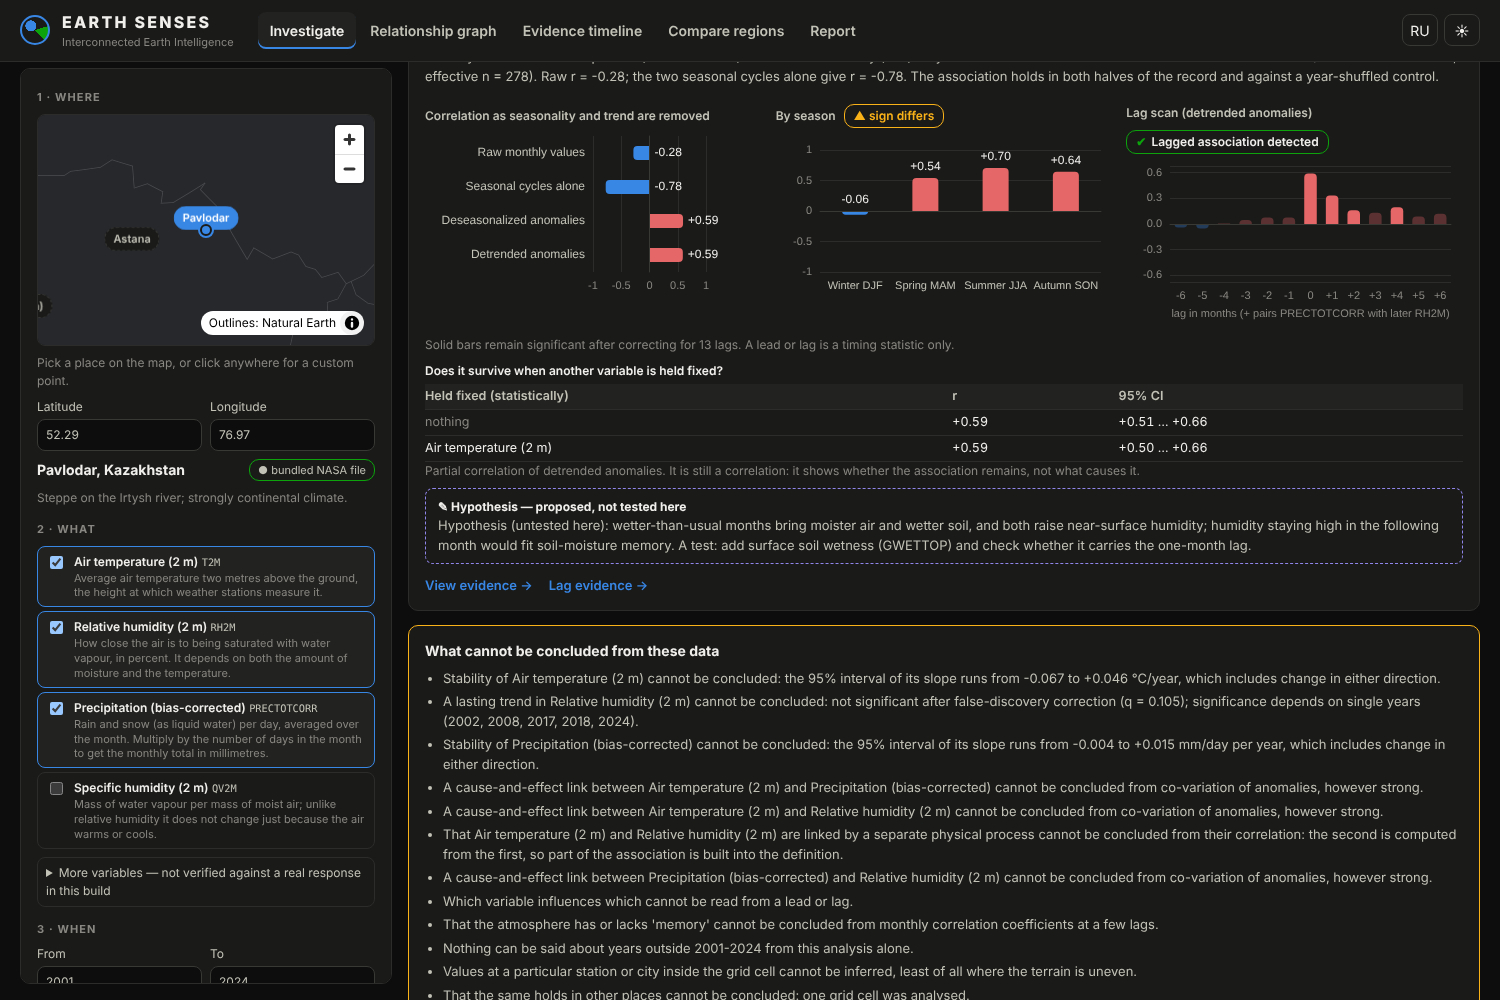 EARTH SENSES
Interconnected Earth Intelligence
Investigate
Relationship graph
Evidence timeline
Compare regions
Report
RU
1 · WHERE
Pavlodar
Astana
Outlines: Natural Earth
Pick a place on the map, or click anywhere for a custom
point.
Latitude
Longitude
52.29
76.97
Pavlodar, Kazakhstan
bundled NASA file
Steppe on the Irtysh river; strongly continental climate.
2 · WHAT
Air temperature (2 m) T2M
Average air temperature two metres above the ground,
the height at which weather stations measure it.
Relative humidity (2 m) RH2M
How close the air is to being saturated with water
vapour, in percent. It depends on both the amount of
moisture and the temperature.
Precipitation (bias-corrected) PRECTOTCORR
Rain and snow (as liquid water) per day, averaged over
the month. Multiply by the number of days in the month
to get the monthly total in millimetres.
Specific humidity (2 m) QV2M
Mass of water vapour per mass of moist air; unlike
relative humidity it does not change just because the air
warms or cools.
▶ More variables — not verified against a real response
in this build
3 · WHEN
From
To
2001
2024
effective n = 278). Raw r = -0.28; the two seasonal cycles alone give r = -0.78. The association holds in both halves of the record and against a year-shuffled control.
Correlation as seasonality and trend are removed
Raw monthly values
-0.28
Seasonal cycles alone
-0.78
Deseasonalized anomalies
+0.59
Detrended anomalies
+0.59
-1 -0.5 0 0.5 1
By season
▲ sign differs
1
0.5
0
-0.5
-1
-0.06
+0.54
+0.70
+0.64
Winter DJF Spring MAM Summer JJA Autumn SON
Lag scan (detrended anomalies)
✔ Lagged association detected
0.6
0.3
0.0
-0.3
-0.6
-6 -5 -4 -3 -2 -1 0 +1 +2 +3 +4 +5 +6
lag in months (+ pairs PRECTOTCORR with later RH2M)
Solid bars remain significant after correcting for 13 lags. A lead or lag is a timing statistic only.
Does it survive when another variable is held fixed?
Held fixed (statistically) r 95% CI
nothing +0.59 +0.51 ... +0.66
Air temperature (2 m) +0.59 +0.50 ... +0.66
Partial correlation of detrended anomalies. It is still a correlation: it shows whether the association remains, not what causes it.
✎ Hypothesis — proposed, not tested here
Hypothesis (untested here): wetter-than-usual months bring moister air and wetter soil, and both raise near-surface humidity; humidity staying high in the following
month would fit soil-moisture memory. A test: add surface soil wetness (GWETTOP) and check whether it carries the one-month lag.
View evidence →
Lag evidence →
What cannot be concluded from these data
• Stability of Air temperature (2 m) cannot be concluded: the 95% interval of its slope runs from -0.067 to +0.046 °C/year, which includes change in either direction.
• A lasting trend in Relative humidity (2 m) cannot be concluded: not significant after false-discovery correction (q = 0.105); significance depends on single years
(2002, 2008, 2017, 2018, 2024).
• Stability of Precipitation (bias-corrected) cannot be concluded: the 95% interval of its slope runs from -0.004 to +0.015 mm/day per year, which includes change in
either direction.
• A cause-and-effect link between Air temperature (2 m) and Precipitation (bias-corrected) cannot be concluded from co-variation of anomalies, however strong.
• A cause-and-effect link between Air temperature (2 m) and Relative humidity (2 m) cannot be concluded from co-variation of anomalies, however strong.
• That Air temperature (2 m) and Relative humidity (2 m) are linked by a separate physical process cannot be concluded from their correlation: the second is computed
from the first, so part of the association is built into the definition.
• A cause-and-effect link between Precipitation (bias-corrected) and Relative humidity (2 m) cannot be concluded from co-variation of anomalies, however strong.
• Which variable influences which cannot be read from a lead or lag.
• That the atmosphere has or lacks 'memory' cannot be concluded from monthly correlation coefficients at a few lags.
• Nothing can be said about years outside 2001-2024 from this analysis alone.
• Values at a particular station or city inside the grid cell cannot be inferred, least of all where the terrain is uneven.
• That the same holds in other places cannot be concluded: one grid cell was analysed.